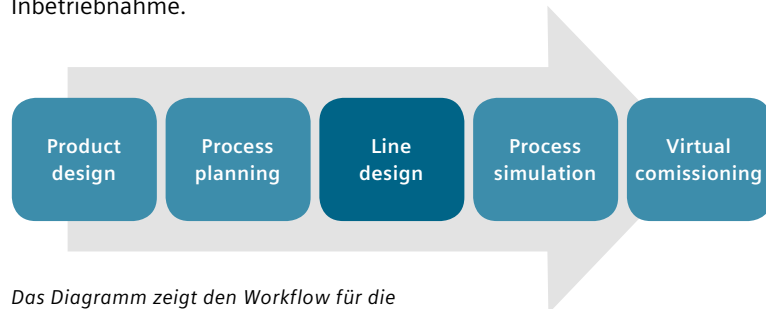 Inbetriebnahme.
Product
design
Process
planning
Line
design
Process
simulation
Virtual
comissioning
Das Diagramm zeigt den Workflow für die